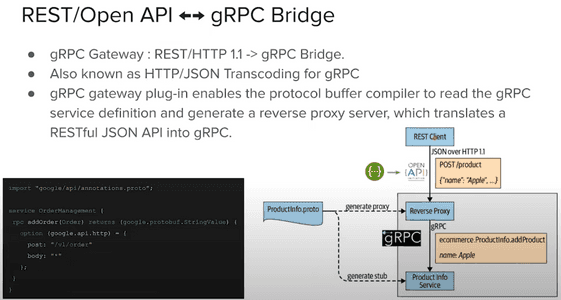 REST/Open API ↔ gRPC Bridge
● gRPC Gateway : REST/HTTP 1.1 -> gRPC Bridge.
● Also known as HTTP/JSON Transcoding for gRPC
● gRPC gateway plug-in enables the protocol buffer compiler to read the gRPC
service definition and generate a reverse proxy server, which translates a
RESTful JSON API into gRPC.
import "google/api/annotations.proto";
service OrderManagement {
rpc addOrder(Order) returns (google.protobuf.StringValue) {
option (google.api.http) = {
post: "/v1/order"
body: "*"
};
}
}
REST Client
JSON over HTTP 1.1
OPEN
API
POST /product
{"name": "Apple", ...}
ProductInfo.proto
generate proxy
Reverse Proxy
gRPC
gRPC
ecommerce.ProductInfo.addProduct
name: Apple
generate stub
Product Info
Service